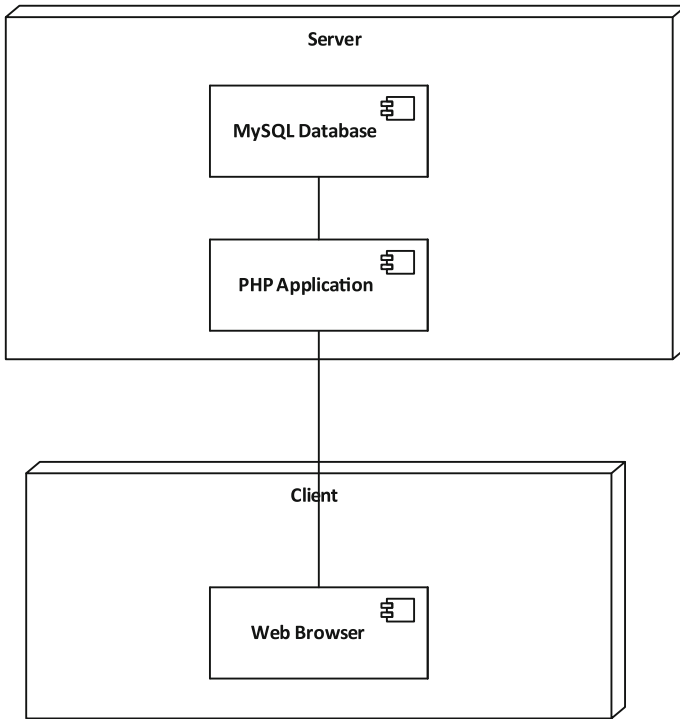 Server
MySQL Database
PHP Application
Client
Web Browser